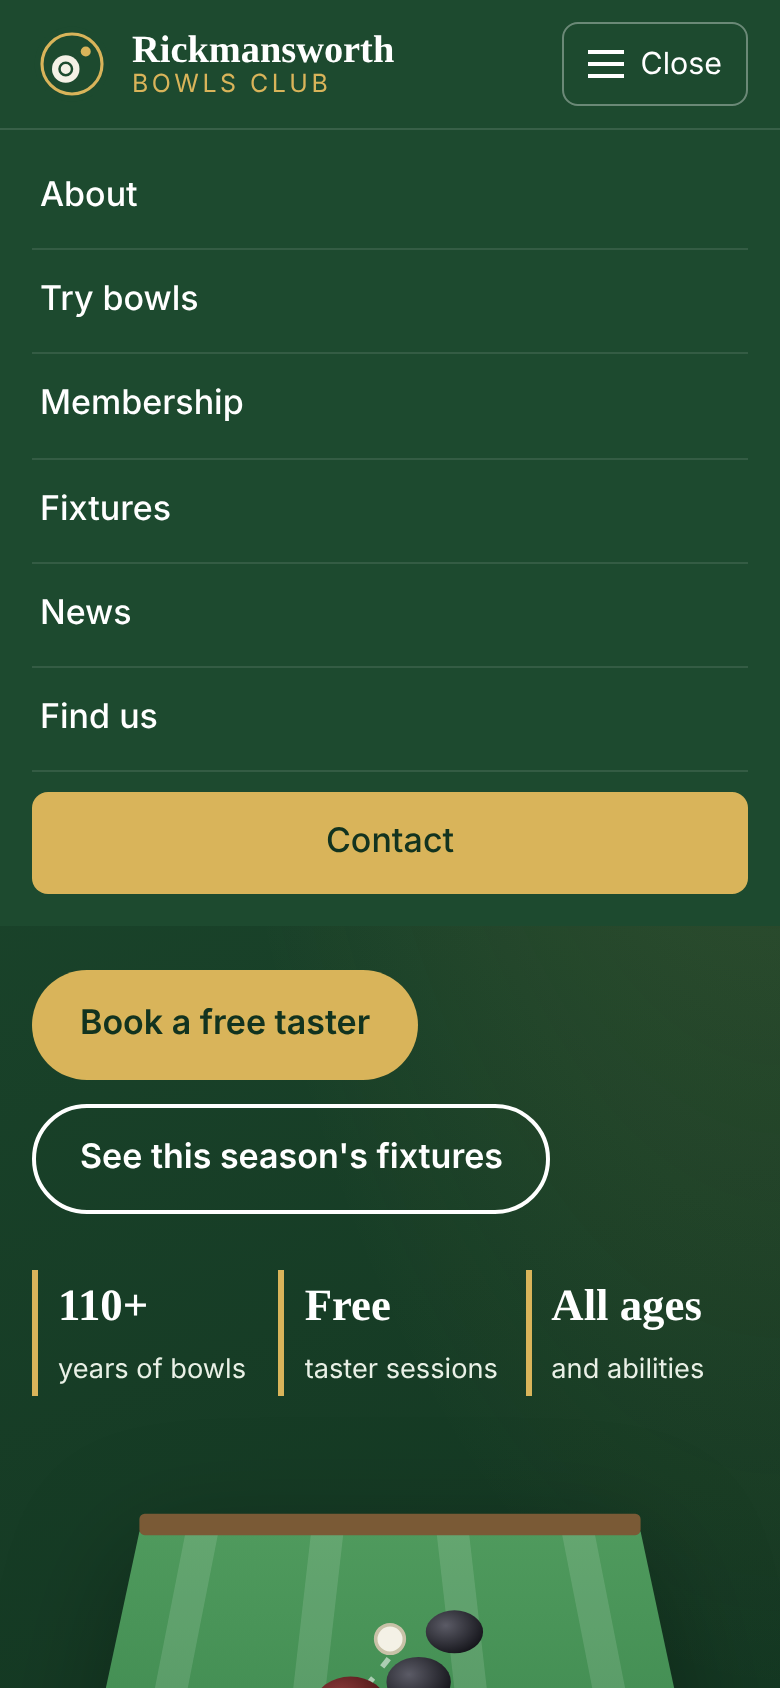 Rickmansworth
BOWLS CLUB
Close
About
Try bowls
Membership
Fixtures
News
Find us
Contact
Book a free taster
See this season's fixtures
110+
years of bowls
Free
taster sessions
All ages
and abilities